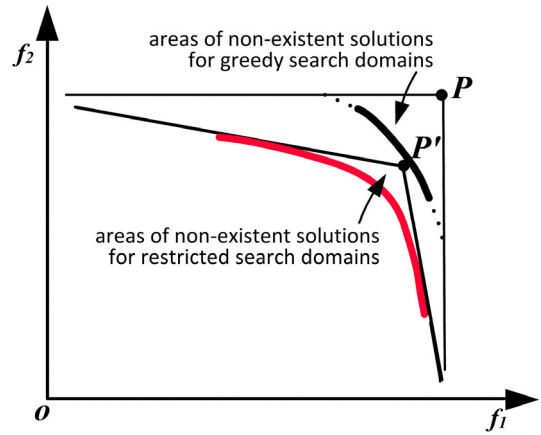 areas of non-existent solutions
for greedy search domains
f2
P
P'
areas of non-existent solutions
for restricted search domains
o
f1